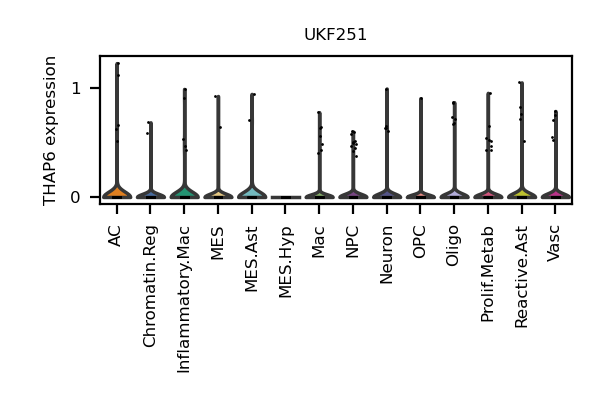 UKF251
THAP6 expression
1
0
AC
Chromatin.Reg
Inflammatory.Mac
MES
MES.Ast
MES.Hyp
Mac
NPC
Neuron
OPC
Oligo
Prolif.Metab
Reactive.Ast
Vasc